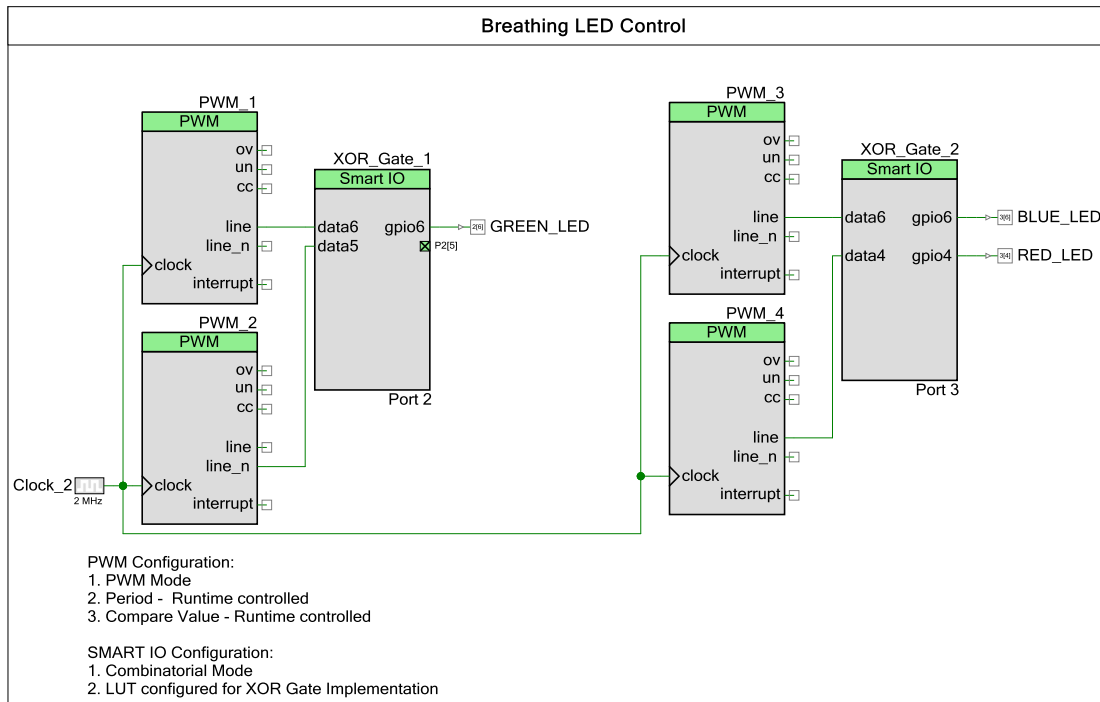 Breathing LED Control
PWM_1
PWM
ov
un
cc
line
line_n
clock
interrupt
XOR_Gate_1
Smart IO
data6 gpio6
data5
P2[5]
Port 2
2[6] GREEN_LED
PWM_2
PWM
ov
un
cc
line
line_n
clock
interrupt
Clock_2
2 MHz
PWM_3
PWM
ov
un
cc
line
line_n
clock
interrupt
XOR_Gate_2
Smart IO
data6 gpio6
data4 gpio4
Port 3
3[6] BLUE_LED
3[4] RED_LED
PWM_4
PWM
ov
un
cc
line
line_n
clock
interrupt
PWM Configuration:
1. PWM Mode
2. Period - Runtime controlled
3. Compare Value - Runtime controlled
SMART IO Configuration:
1. Combinatorial Mode
2. LUT configured for XOR Gate Implementation